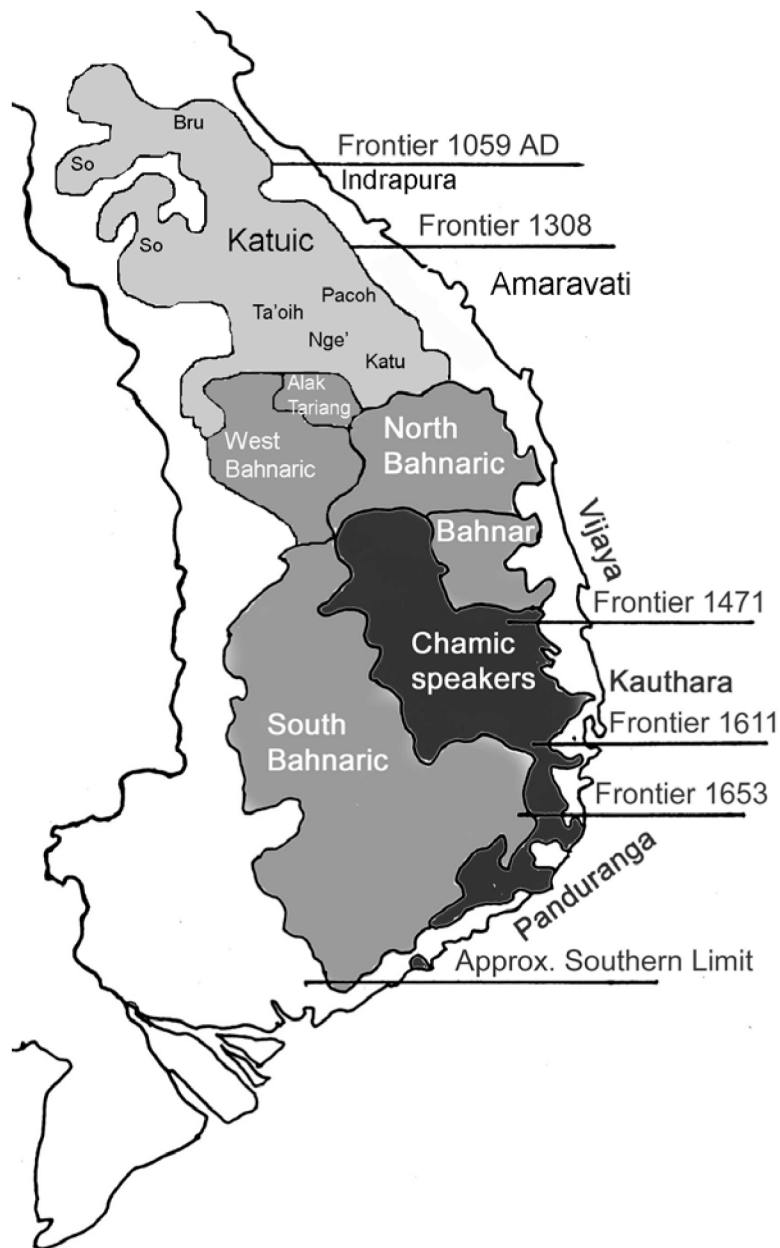 Bru
Frontier 1059 AD
So
Indrapura
Frontier 1308
So
Katuic
Amaravati
Pacoh
Ta'oih
Nge'
Katu
Alak
Tariang
North
Bahnaric
West
Bahnaric
Vijaya
Bahnar
Frontier 1471
Chamic
speakers
Kauthara
South
Bahnaric
Frontier 1611
Frontier 1653
Panduranga
Approx. Southern Limit